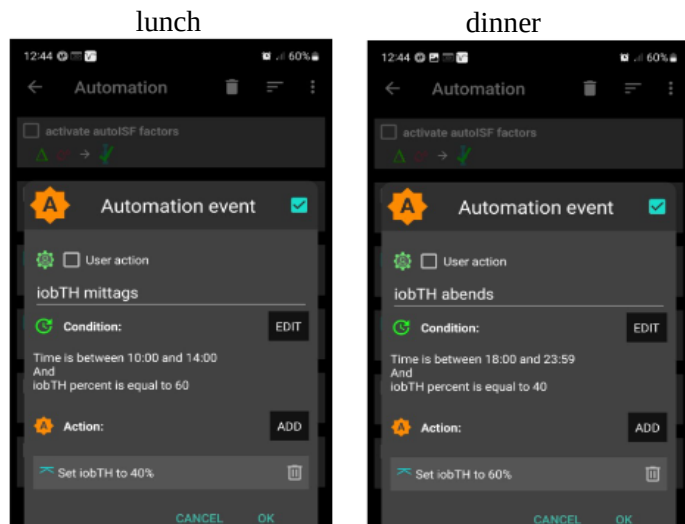 lunch
12:44 60%
Automation
activate autoISF factors
Automation event
User action
iobTH mittags
Condition:
EDIT
Time is between 10:00 and 14:00
And
iobTH percent is equal to 60
Action:
ADD
Set iobTH to 40%
CANCEL OK
dinner
12:44 60%
Automation
activate autoISF factors
Automation event
User action
iobTH abends
Condition:
EDIT
Time is between 18:00 and 23:59
And
iobTH percent is equal to 40
Action:
ADD
Set iobTH to 60%
CANCEL OK